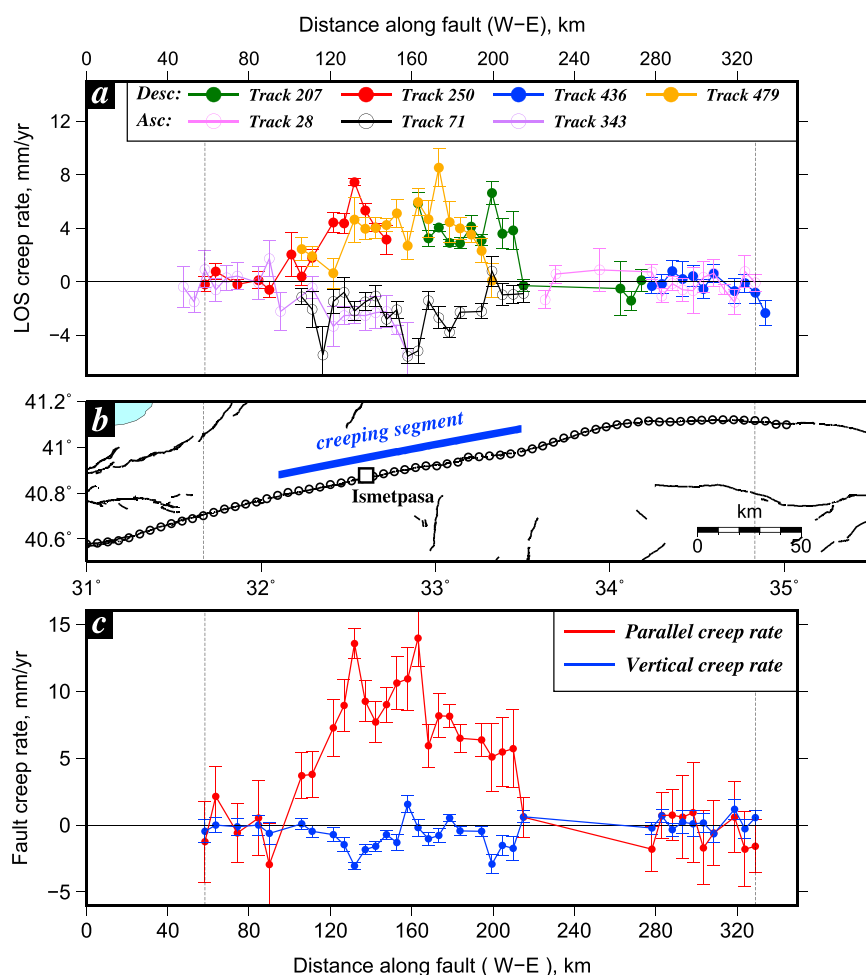 Distance along fault (W−E), km
0 40 80 120 160 200 240 280 320
a
Desc: Track 207 Track 250 Track 436 Track 479
Asc: Track 28 Track 71 Track 343
LOS creep rate, mm/yr
12
8
4
0
−4
b
41.2˚
41˚
40.8˚
40.6˚
creeping segment
Ismetpasa
km
0 50
31˚ 32˚ 33˚ 34˚ 35˚
c
Parallel creep rate
Vertical creep rate
Fault creep rate, mm/yr
15
10
5
0
−5
0 40 80 120 160 200 240 280 320
Distance along fault ( W−E), km